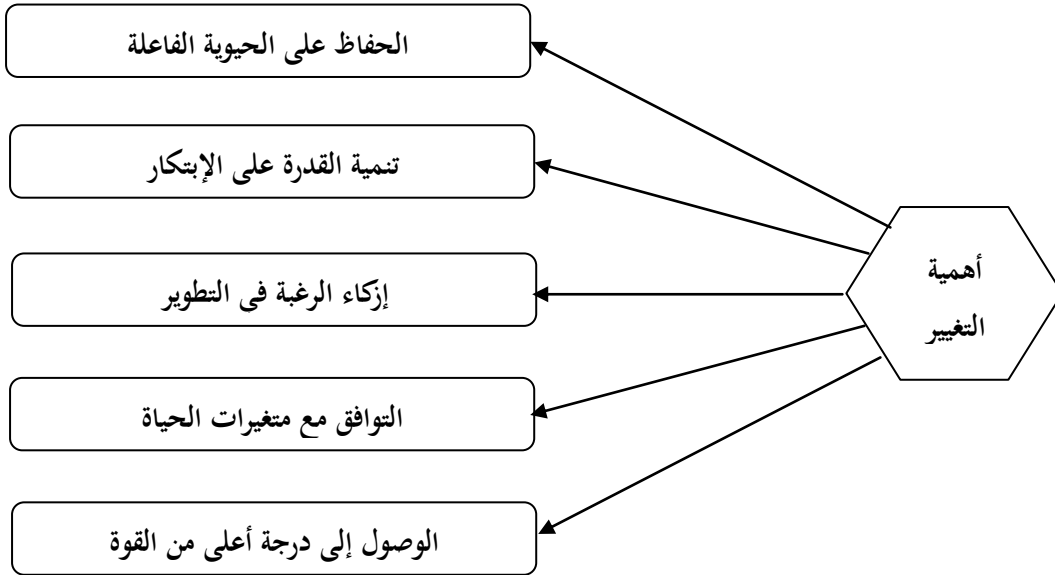 أهمية
التغيير
الحفاظ على الحيوية الفاعلة
تنمية القدرة على الإبتكار
إزكاء الرغبة فى التطوير
التوافق مع متغيرات الحياة
الوصول إلى درجة أعلى من القوة